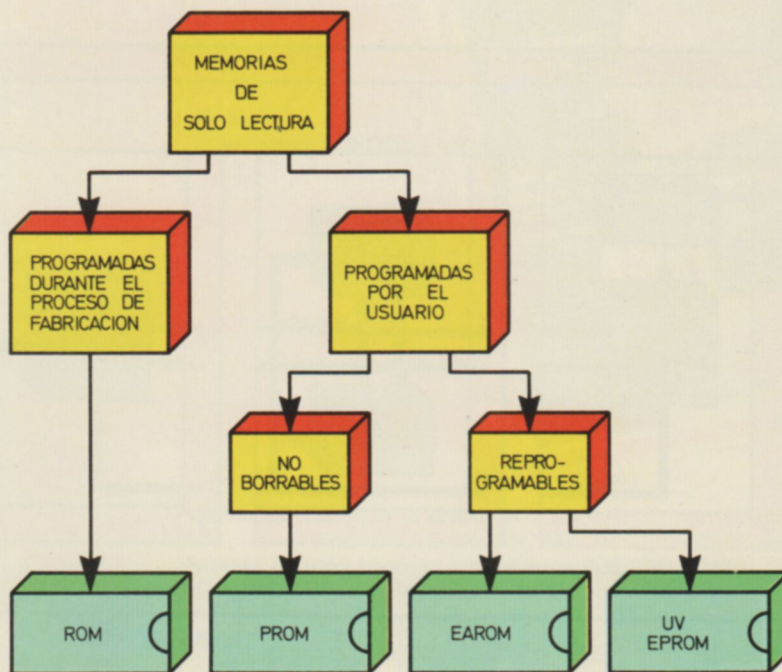 MEMORIAS
DE
SOLO LECTURA
PROGRAMADAS
DURANTE EL
PROCESO DE
FABRICACION
PROGRAMADAS
POR EL
USUARIO
NO
BORRABLES
REPRO-
GRAMABLES
ROM
PROM
EAROM
UV
EPROM